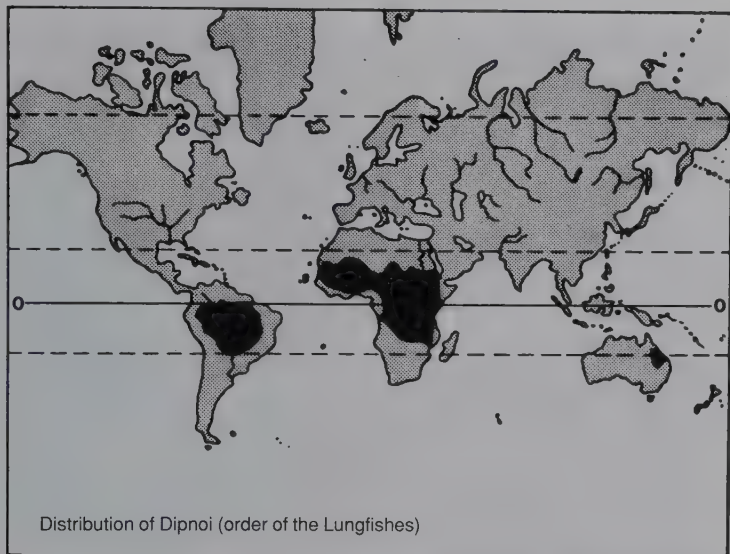 0 0
Distribution of Dipnoi (order of the Lungfishes)